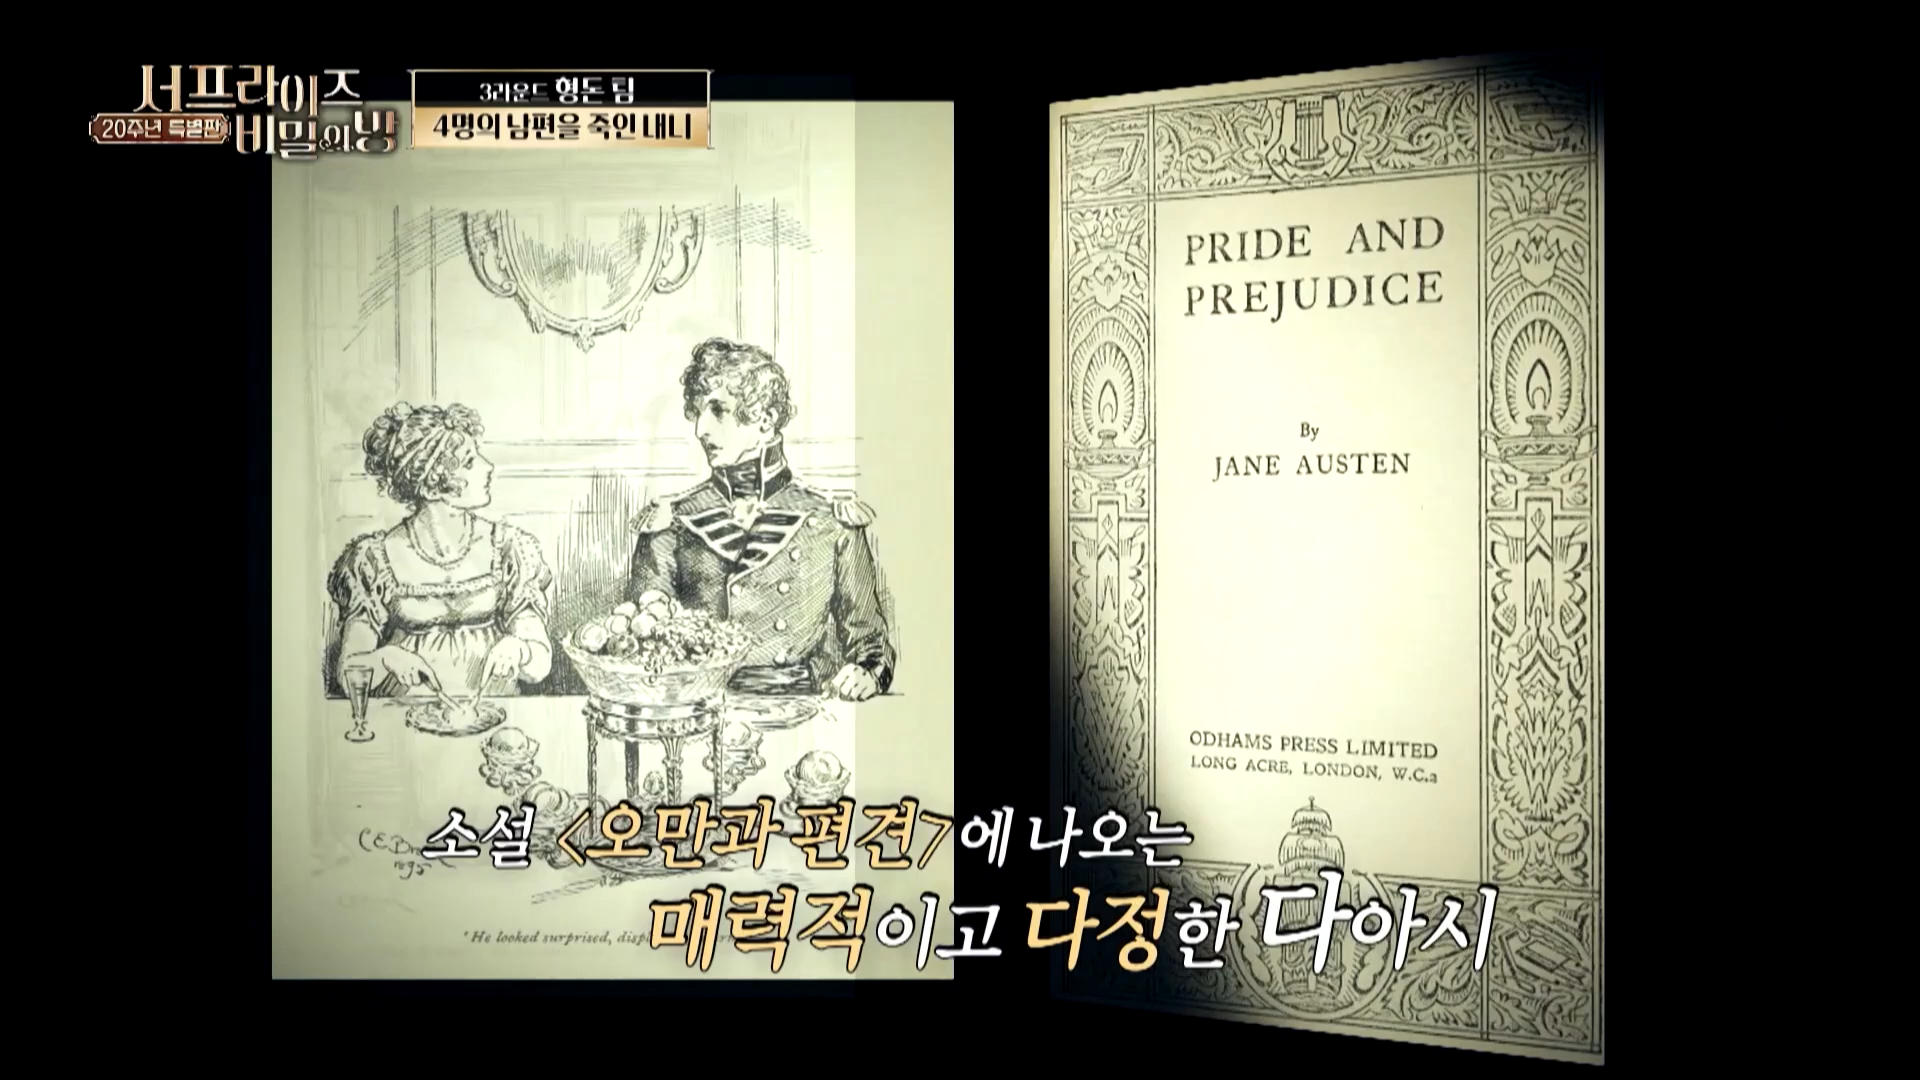 서프라이즈
20주년 특별판 비밀의 방
3라운드 형돈 팀
4명의 남편을 죽인 내니
PRIDE AND
PREJUDICE
By
JANE AUSTEN
ODHAMS PRESS LIMITED
LONG ACRE, LONDON, W.C.2
소설 <오만과 편견>에 나오는
매력적이고 다정한 다아시
"He looked surprised,